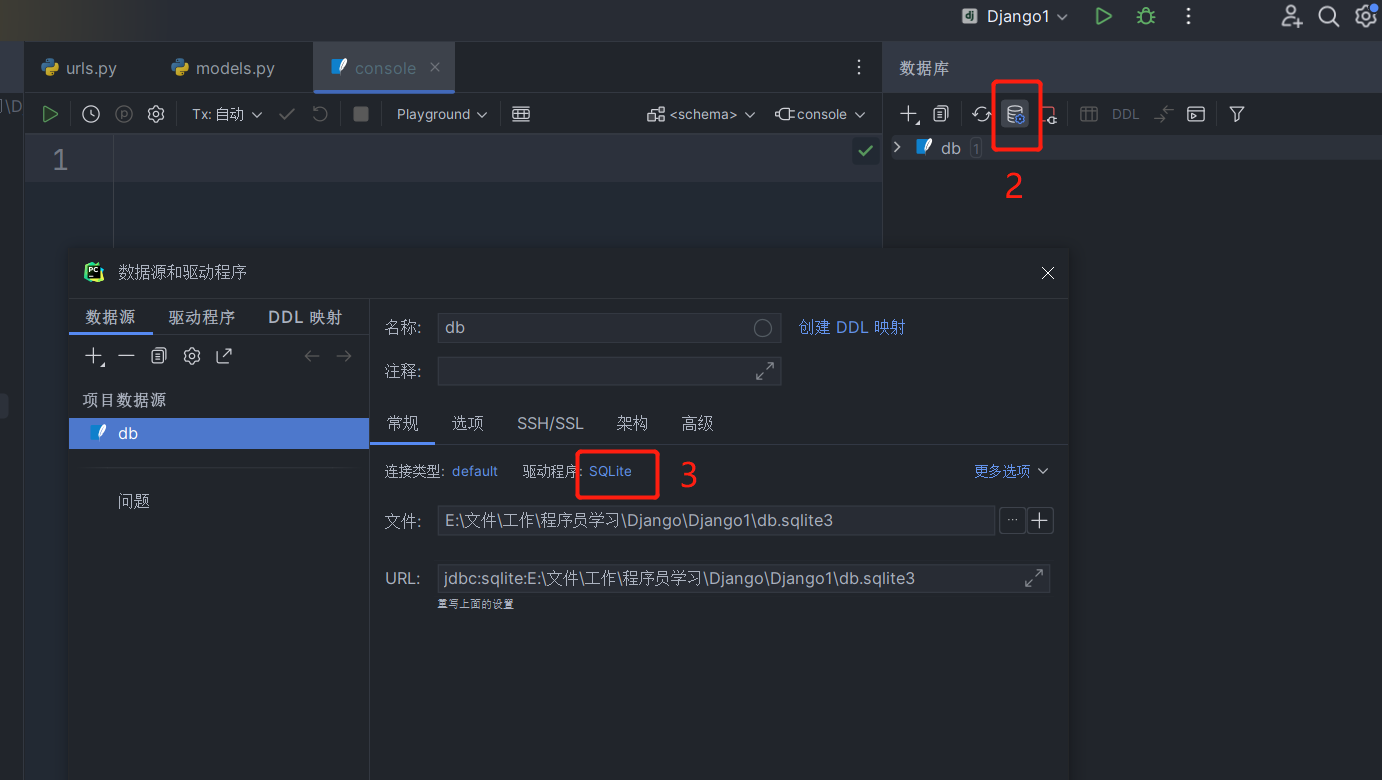 Django1
urls.py models.py console 数据库
\D
Tx: 自动 Playground <schema> console DDL
1
db 1
2
PC 数据源和驱动程序
数据源 驱动程序 DDL 映射
名称: db 创建 DDL 映射
注释:
项目数据源
db
常规 选项 SSH/SSL 架构 高级
连接类型: default 驱动程序: SQLite 更多选项
3
问题
文件: E:\文件\工作\程序员学习\Django\Django1\db.sqlite3
URL: jdbc:sqlite:E:\文件\工作\程序员学习\Django\Django1\db.sqlite3
重写上面的设置